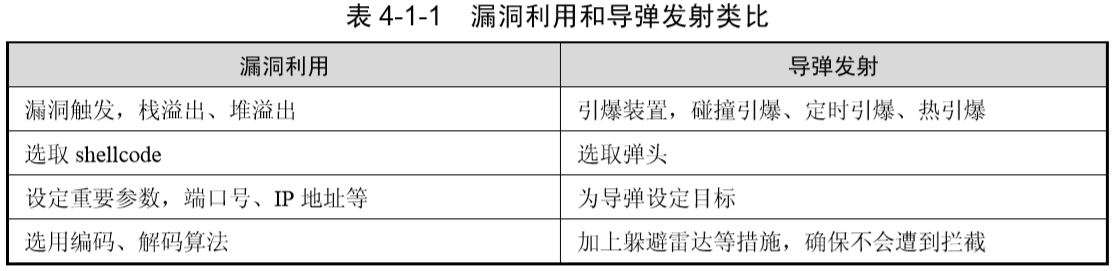 表 4-1-1 漏洞利用和导弹发射类比
漏洞利用 导弹发射
漏洞触发，栈溢出、堆溢出 引爆装置，碰撞引爆、定时引爆、热引爆
选取 shellcode 选取弹头
设定重要参数，端口号、IP 地址等 为导弹设定目标
选用编码、解码算法 加上躲避雷达等措施，确保不会遭到拦截